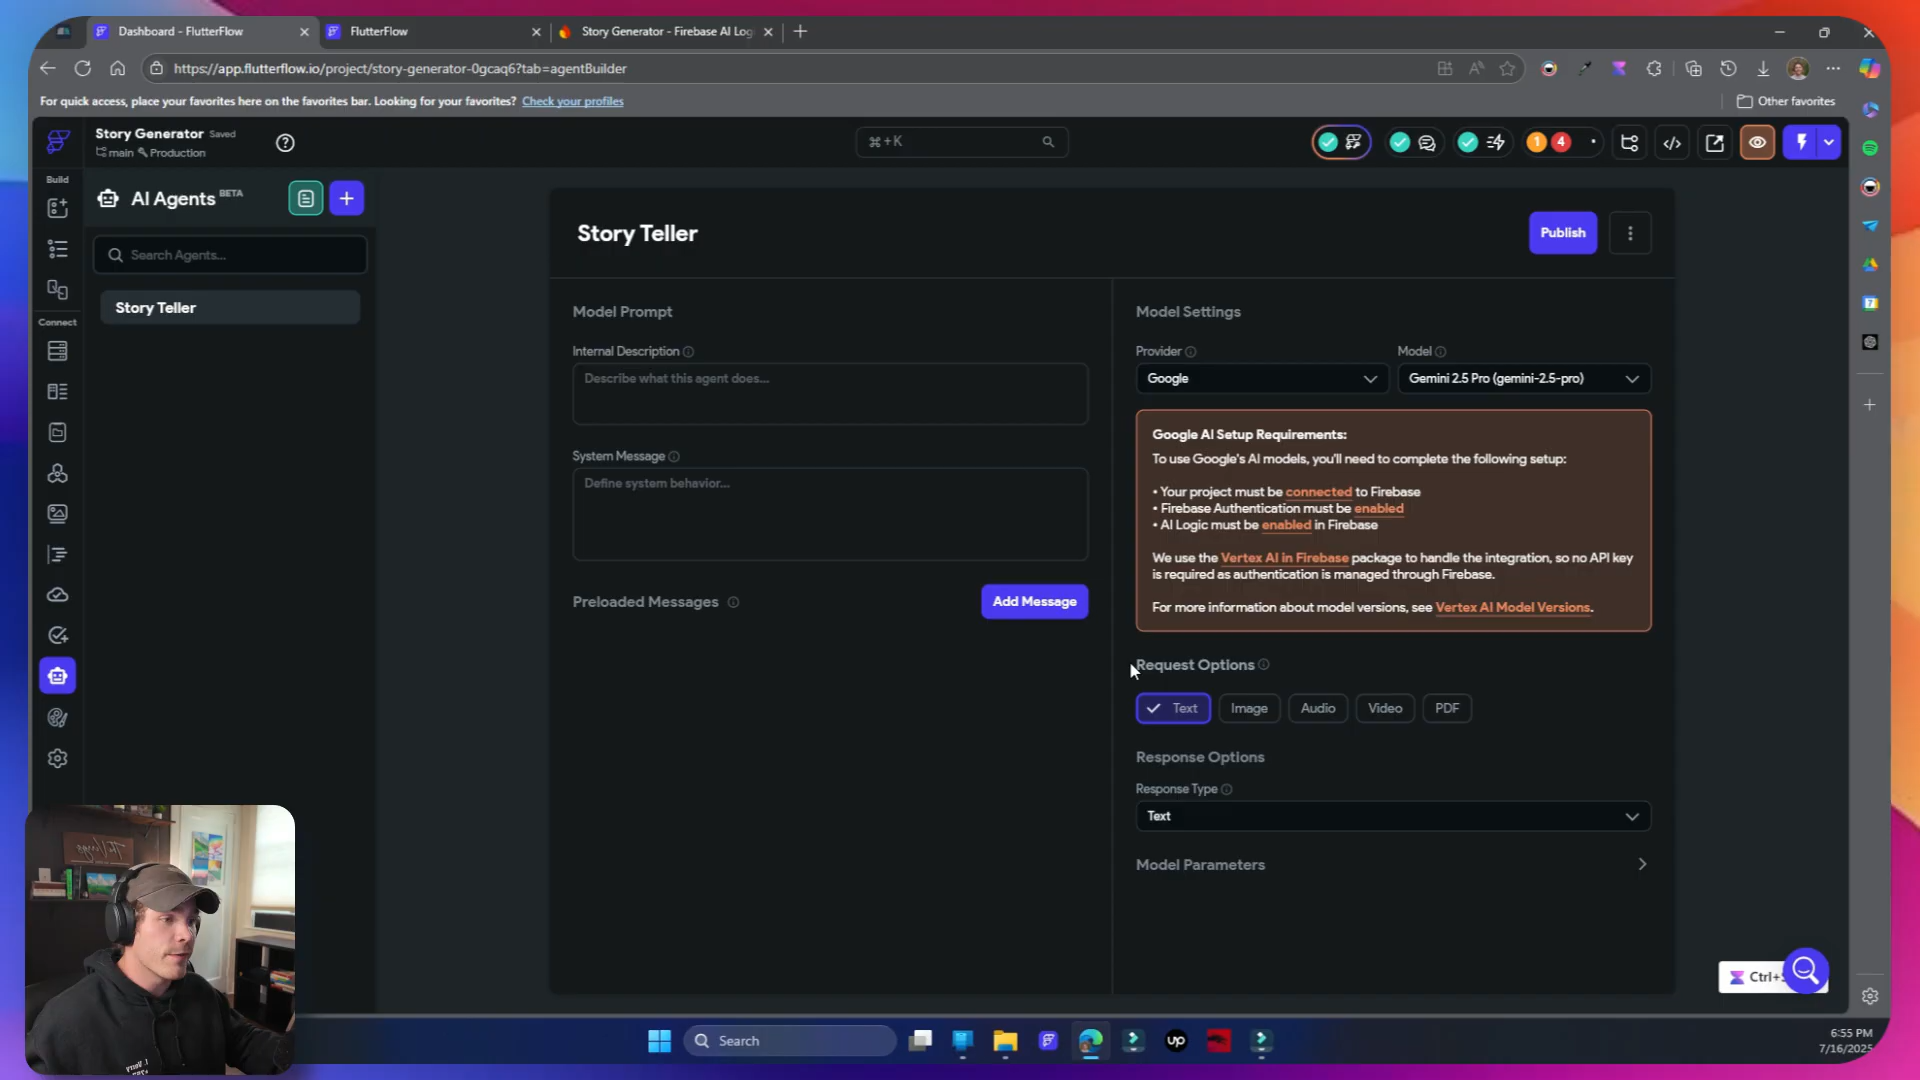 Dashboard - FlutterFlow
FlutterFlow
Story Generator - Firebase AI Log
https://app.flutterflow.io/project/story-generator-0gcaq6?tab=agentBuilder
For quick access, place your favorites here on the favorites bar. Looking for your favorites? Check your profiles
Other favorites
Story Generator Saved
main Production
⌘+K
1
4
Build
AI Agents BETA
Search Agents...
Story Teller
Connect
Story Teller
Publish
Model Prompt
Internal Description
Describe what this agent does...
System Message
Define system behavior...
Preloaded Messages
Add Message
Model Settings
Provider
Model
Google
Gemini 2.5 Pro (gemini-2.5-pro)
Google AI Setup Requirements:
To use Google's AI models, you'll need to complete the following setup:
• Your project must be connected to Firebase
• Firebase Authentication must be enabled
• AI Logic must be enabled in Firebase
We use the Vertex AI in Firebase package to handle the integration, so no API key
is required as authentication is managed through Firebase.
For more information about model versions, see Vertex AI Model Versions.
Request Options
Text
Image
Audio
Video
PDF
Response Options
Response Type
Text
Model Parameters
Search
up
6:55 PM
7/16/2025